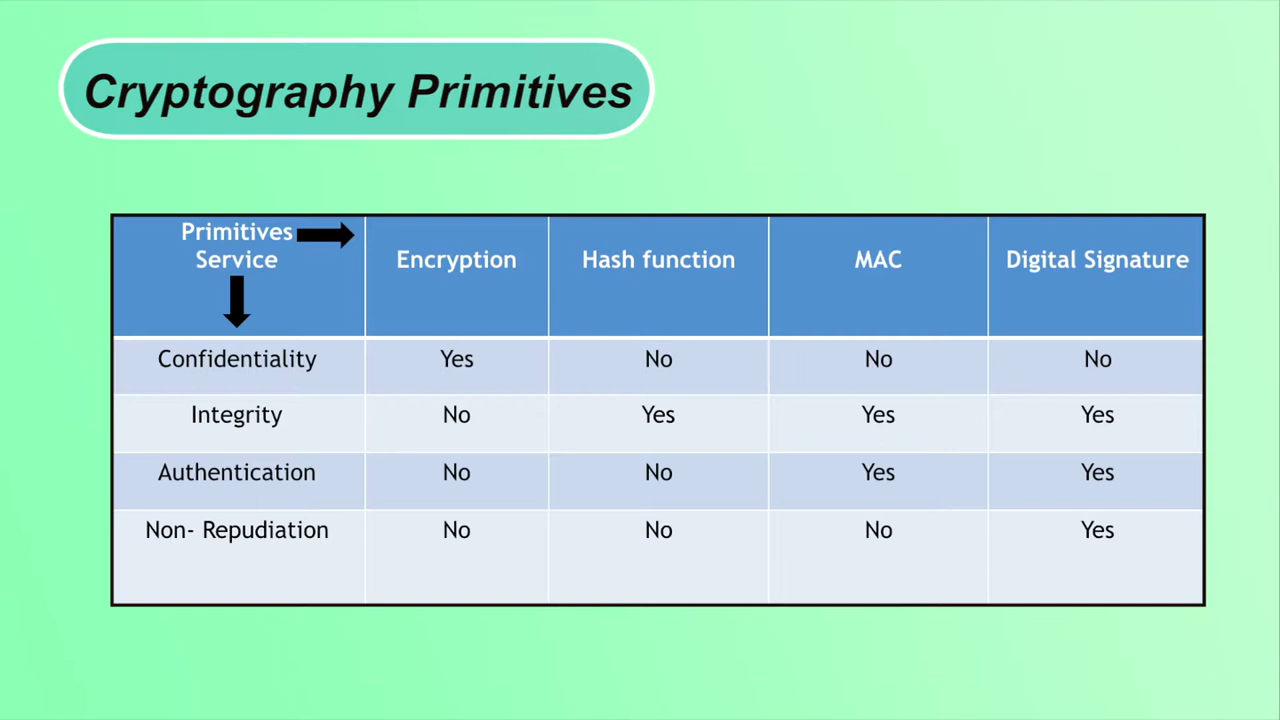 Cryptography Primitives
Primitives
Service
Encryption
Hash function
MAC
Digital Signature
Confidentiality
Yes
No
No
No
Integrity
No
Yes
Yes
Yes
Authentication
No
No
Yes
Yes
Non- Repudiation
No
No
No
Yes